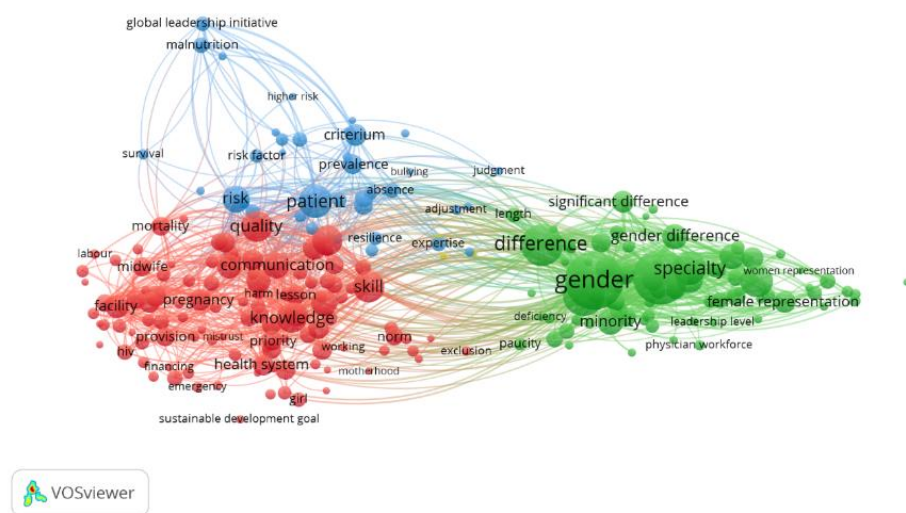 global leadership initiative
malnutrition
higher risk
criterium
survival
risk factor
prevalence
bullying
judgment
absence
risk
patient
significant difference
adjustment
length
mortality
quality
resilience
expertise
difference
gender difference
labour
midwife
communication
gender
specialty
women representation
harm
lesson
skill
facility
pregnancy
knowledge
female representation
deficiency
minority
leadership level
provision
mistrust
priority
working
norm
paucity
physician workforce
hiv
financing
health system
exclusion
motherhood
emergency
girl
sustainable development goal
VOSviewer